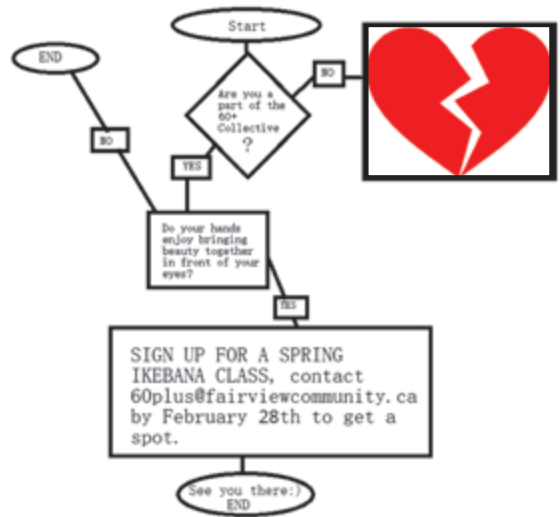 Start
END
Are you a
part of the
60+
Collective
?
NO
NO
YES
Do your hands
enjoy bringing
beauty together
in front of your
eyes?
YES
SIGN UP FOR A SPRING
IKEBANA CLASS, contact
60plus@fairviewcommunity.ca
by February 28th to get a
spot.
See you there:)
END